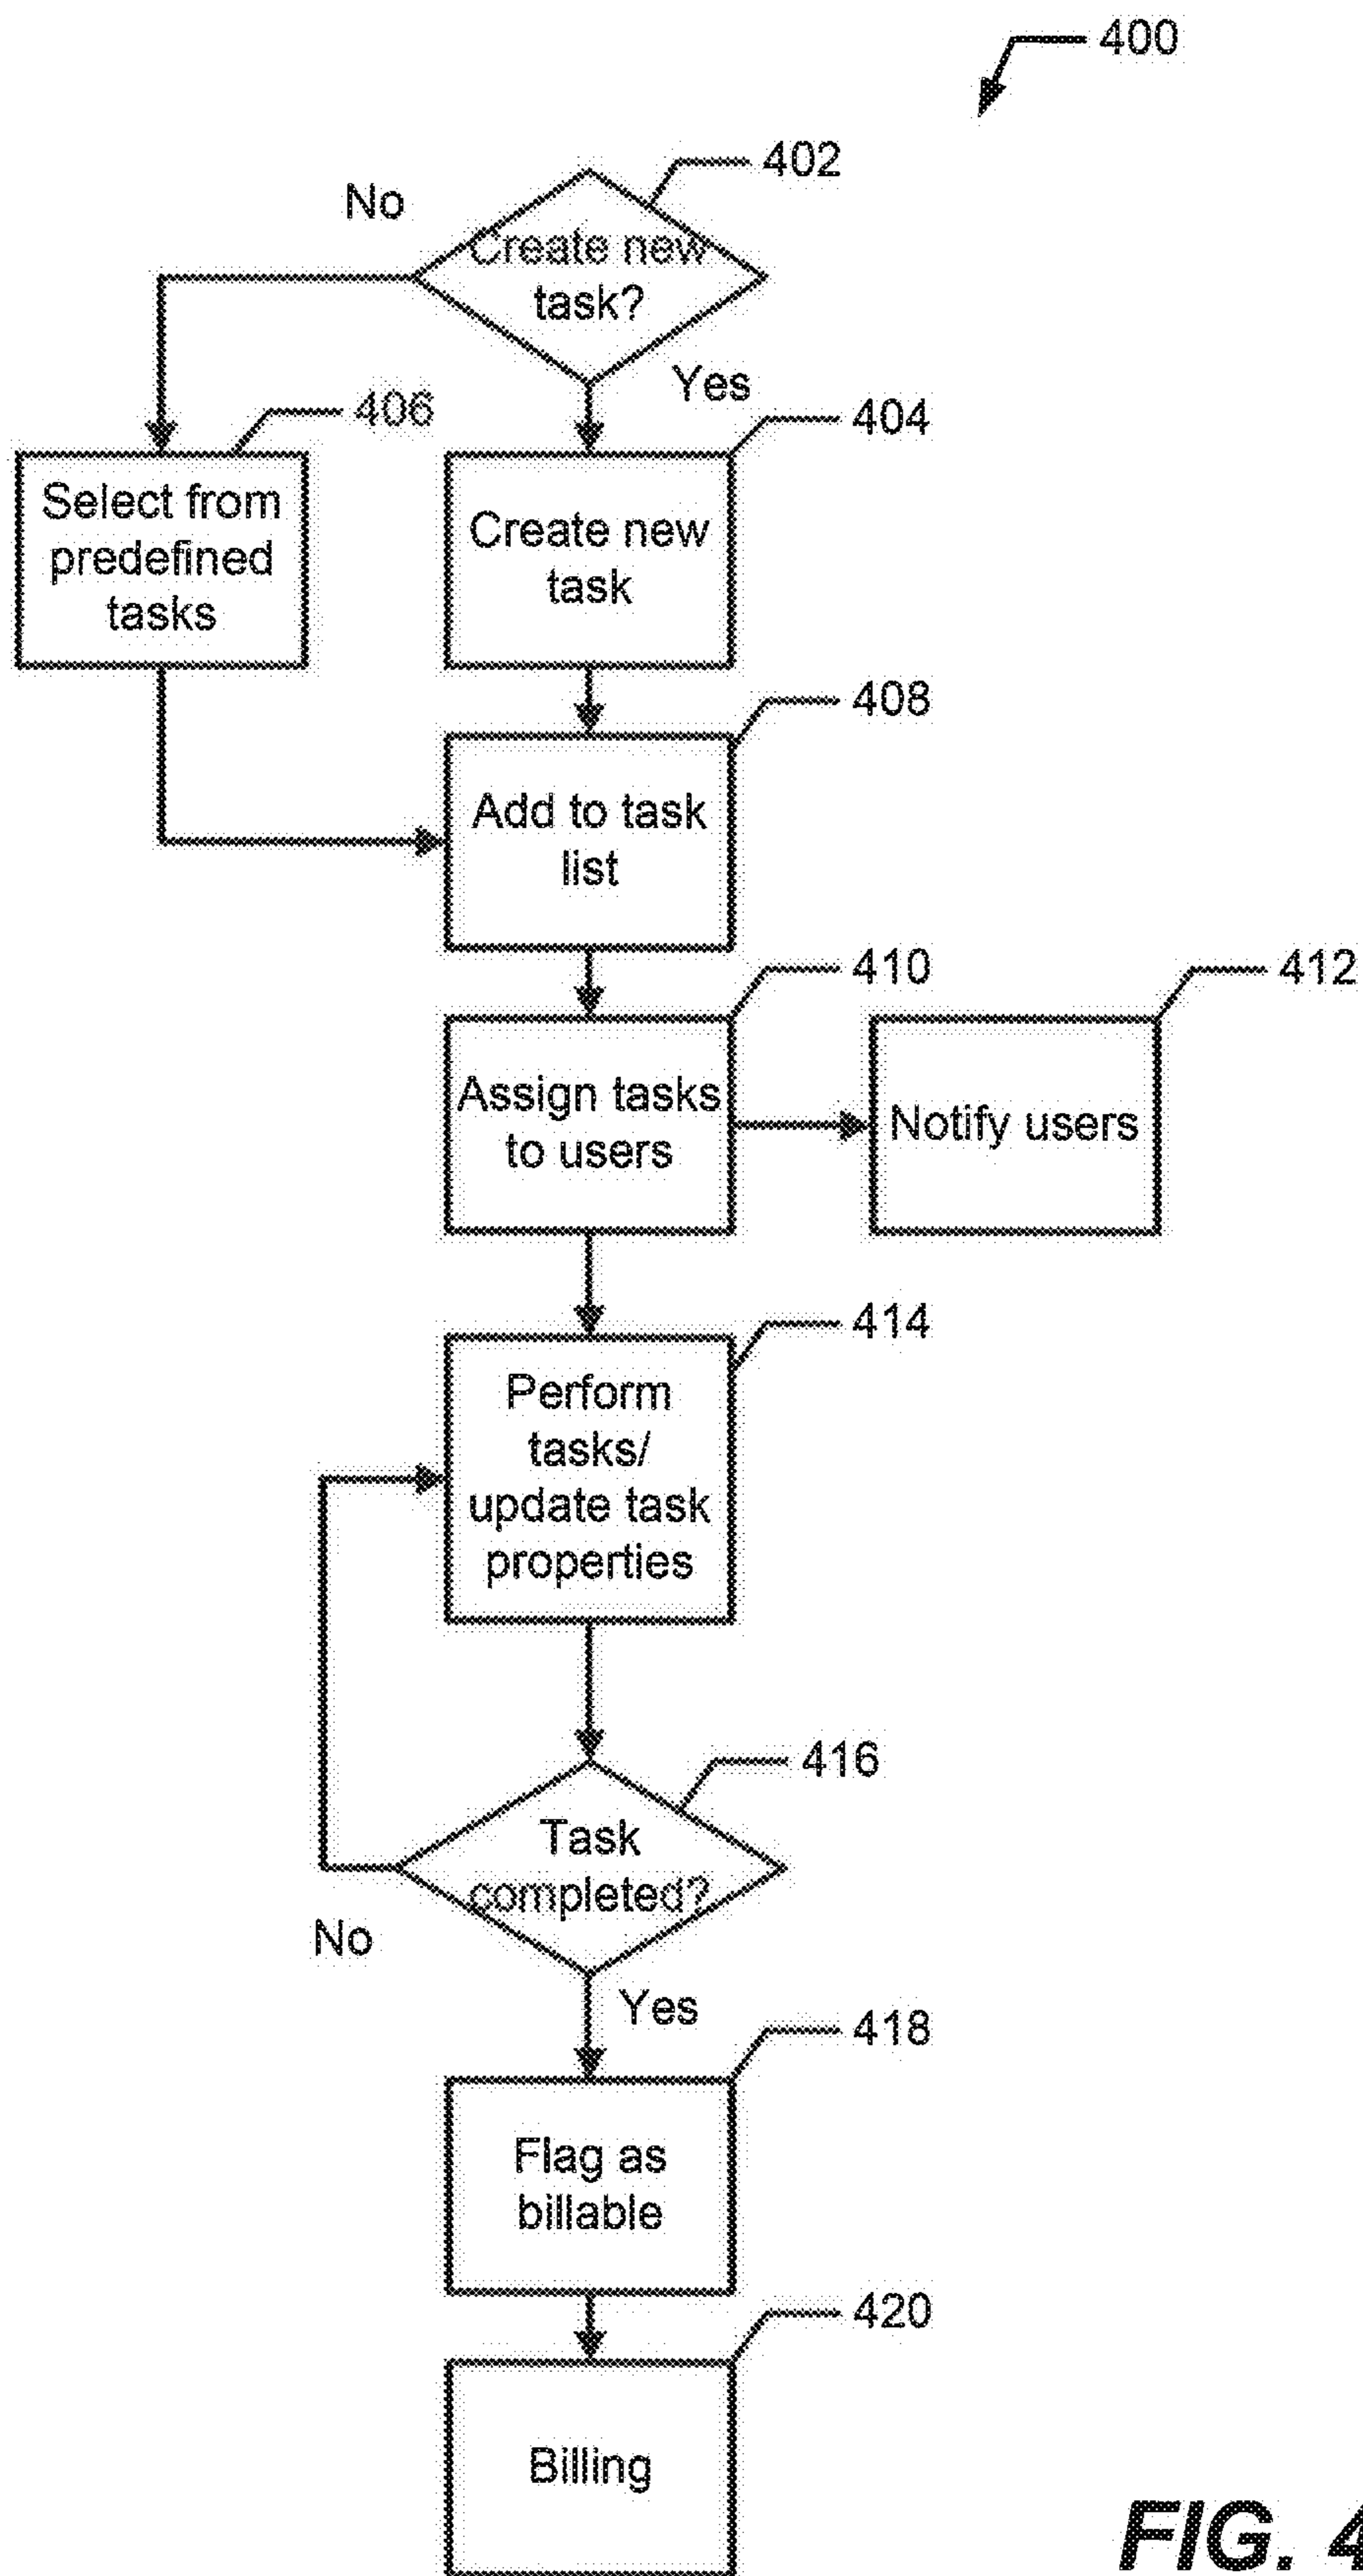 400
402
No
Create new
task?
Yes
406
404
Select from
predefined
tasks
Create new
task
408
Add to task
list
410
412
Assign tasks
to users
Notify users
414
Perform
tasks/
update task
properties
416
Task
completed?
No
Yes
418
Flag as
billable
420
Billing
FIG. 4